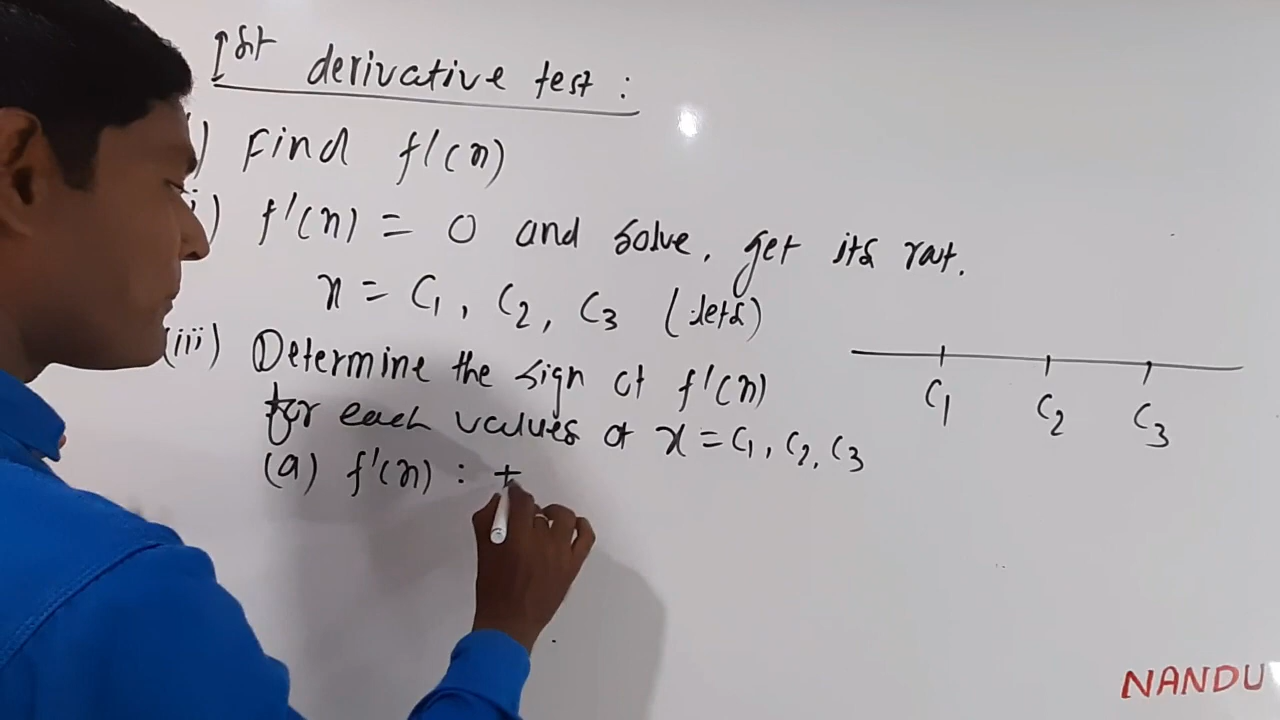 Ist derivative test :
i) Find f'(x)
ii) f'(x) = 0 and solve, get its root.
x = C1, C2, C3 (lets)
(iii) Determine the sign of f'(x)
for each values of x = C1, C2, C3
(a) f'(x) : +
C1 C2 C3
NANDU